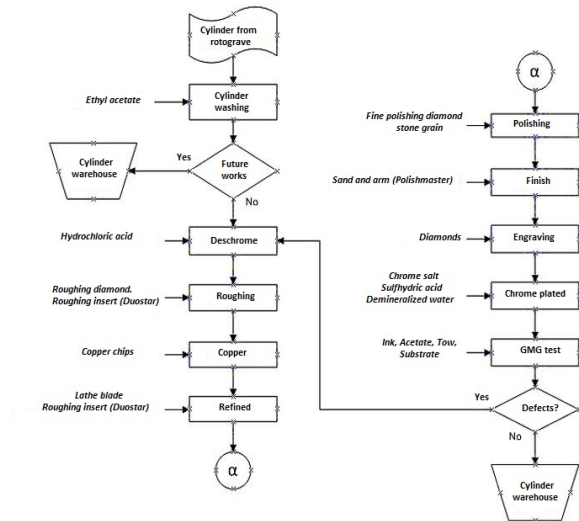 Cylinder from
rotograve
Ethyl acetate
Cylinder
washing
Yes
Future
works
Cylinder
warehouse
No
Hydrochloric acid
Deschrome
Roughing diamond.
Roughing insert (Duostar)
Roughing
Copper chips
Copper
Lathe blade
Roughing insert (Duostar)
Refined
α
α
Fine polishing diamond
stone grain
Polishing
Sand and arm (Polishmaster)
Finish
Diamonds
Engraving
Chrome salt
Sulfhydric acid
Demineralized water
Chrome plated
Ink, Acetate, Tow,
Substrate
GMG test
Yes
Defects?
No
Cylinder
warehouse